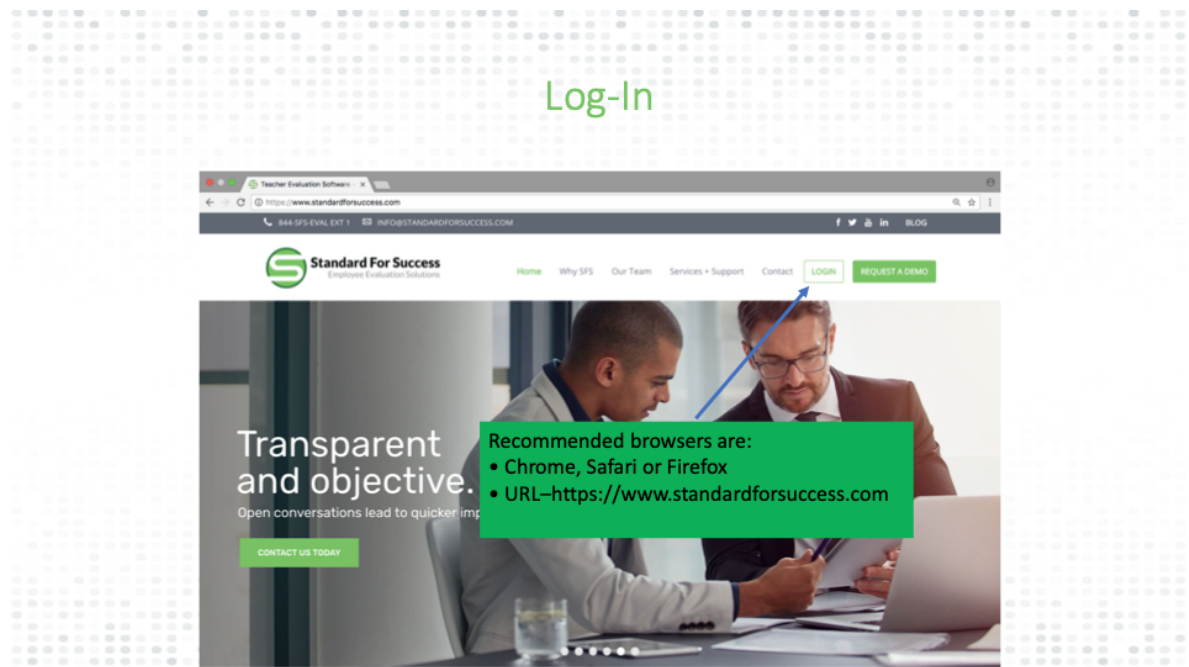 Log-In
Teacher Evaluation Software -
https://www.standardforsuccess.com
844-SFS-EVAL EXT 1 INFO@STANDARDFORSUCCESS.COM BLOG
Standard For Success
Employee Evaluation Solutions
Home Why SFS Our Team Services + Support Contact LOGIN REQUEST A DEMO
Recommended browsers are:
• Chrome, Safari or Firefox
• URL–https://www.standardforsuccess.com
Transparent
and objective.
Open conversations lead to quicker imp
CONTACT US TODAY